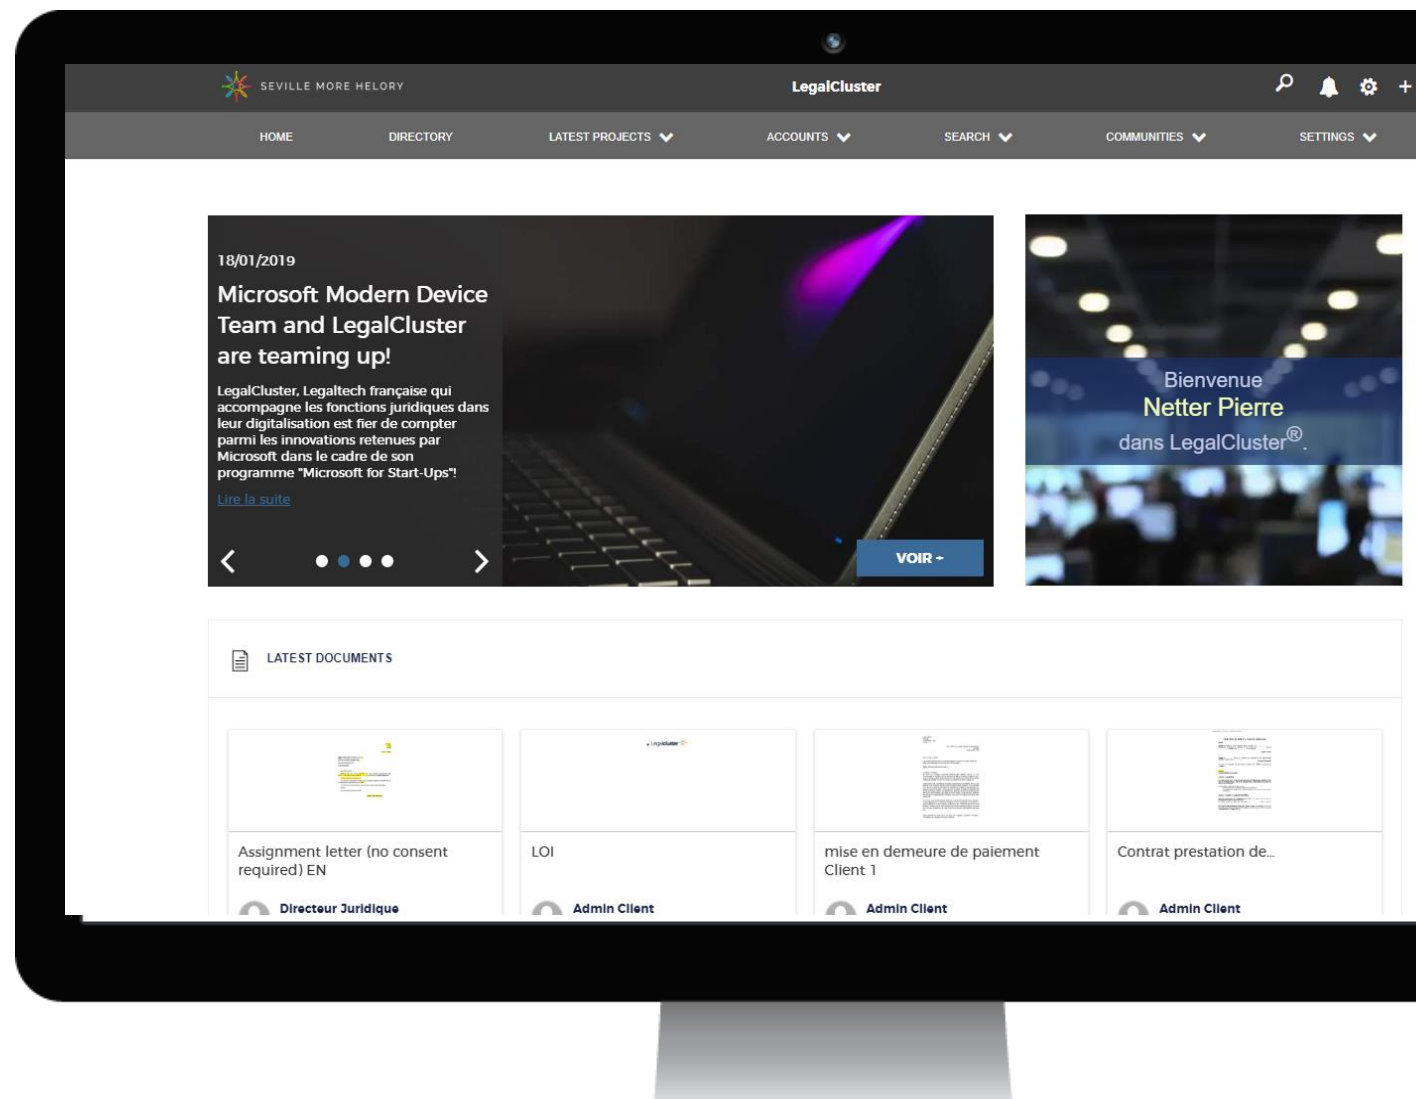 SEVILLE MORE HELORY
LegalCluster
HOME
DIRECTORY
LATEST PROJECTS
ACCOUNTS
SEARCH
COMMUNITIES
SETTINGS
18/01/2019
Microsoft Modern Device
Team and LegalCluster
are teaming up!
LegalCluster, Legaltech française qui
accompagne les fonctions juridiques dans
leur digitalisation est fier de compter
parmi les innovations retenues par
Microsoft dans le cadre de son
programme "Microsoft for Start-Ups"!
Lire la suite
VOIR +
Bienvenue
Netter Pierre
dans LegalCluster®.
LATEST DOCUMENTS
LegalCluster
Assignment letter (no consent
required) EN
Directeur Juridique
LOI
Admin Client
mise en demeure de paiement
Client 1
Admin Client
Contrat prestation de...
Admin Client